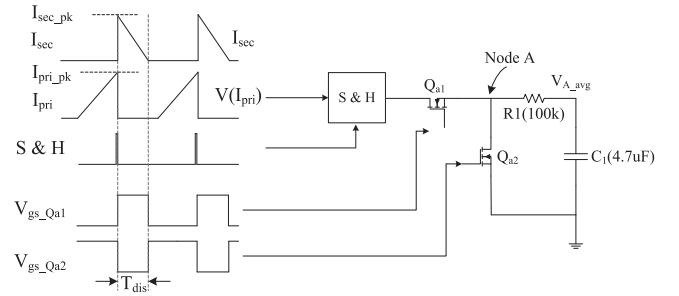 I_sec_pk
I_sec
I_sec
I_pri_pk
I_pri
V(I_pri)
S & H
S & H
Q_a1
Node A
V_A_avg
R1(100k)
Q_a2
C_1(4.7uF)
V_gs_Qa1
V_gs_Qa2
T_dis